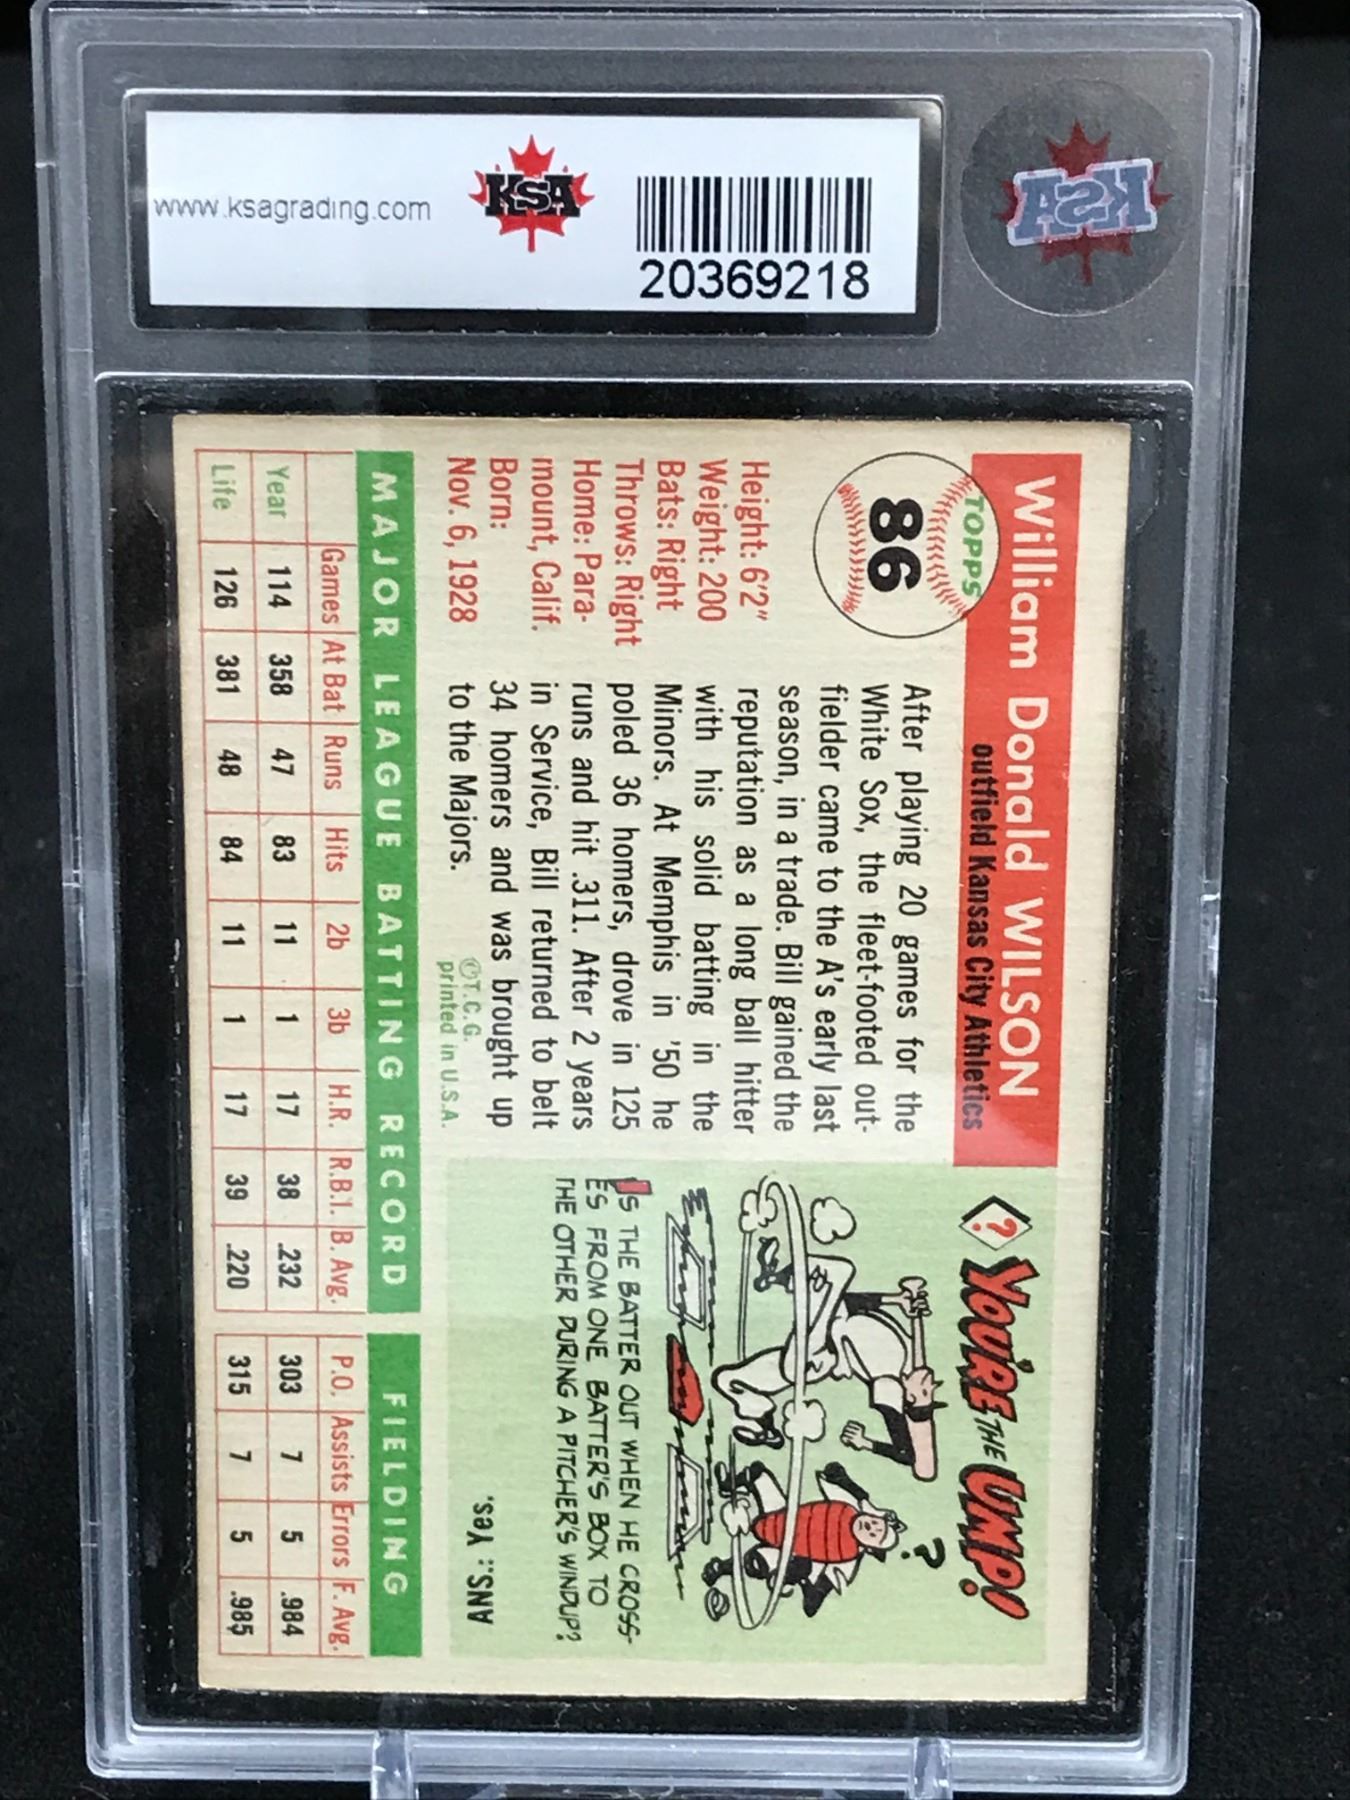 www.ksagrading.com
KSA
20369218
KSA
TOPPS
86
William Donald WILSON
outfield Kansas City Athletics
Height: 6'2"
Weight: 200
Bats: Right
Throws: Right
Home: Para-
mount, Calif.
Born:
Nov. 6, 1928
After playing 20 games for the
White Sox, the fleet-footed out-
fielder came to the A's early last
season, in a trade. Bill gained the
reputation as a long ball hitter
with his solid batting in the
Minors. At Memphis in '50 he
poled 36 homers, drove in 125
runs and hit .311. After 2 years
in Service, Bill returned to belt
34 homers and was brought up
to the Majors.
©T.C.G.
printed in U.S.A.
?
YOU'RE THE UMP!
?
IS THE BATTER OUT WHEN HE CROSS-
ES FROM ONE BATTER'S BOX TO
THE OTHER DURING A PITCHER'S WINDUP?
ANS: Yes.
MAJOR LEAGUE BATTING RECORD FIELDING
Games At Bat Runs Hits 2b 3b H.R. R.B.I. B. Avg. P.O. Assists Errors F. Avg.
Year 114 358 47 83 11 1 17 38 .232 303 7 5 .984
Life 126 381 48 84 11 1 17 39 .220 315 7 5 .985